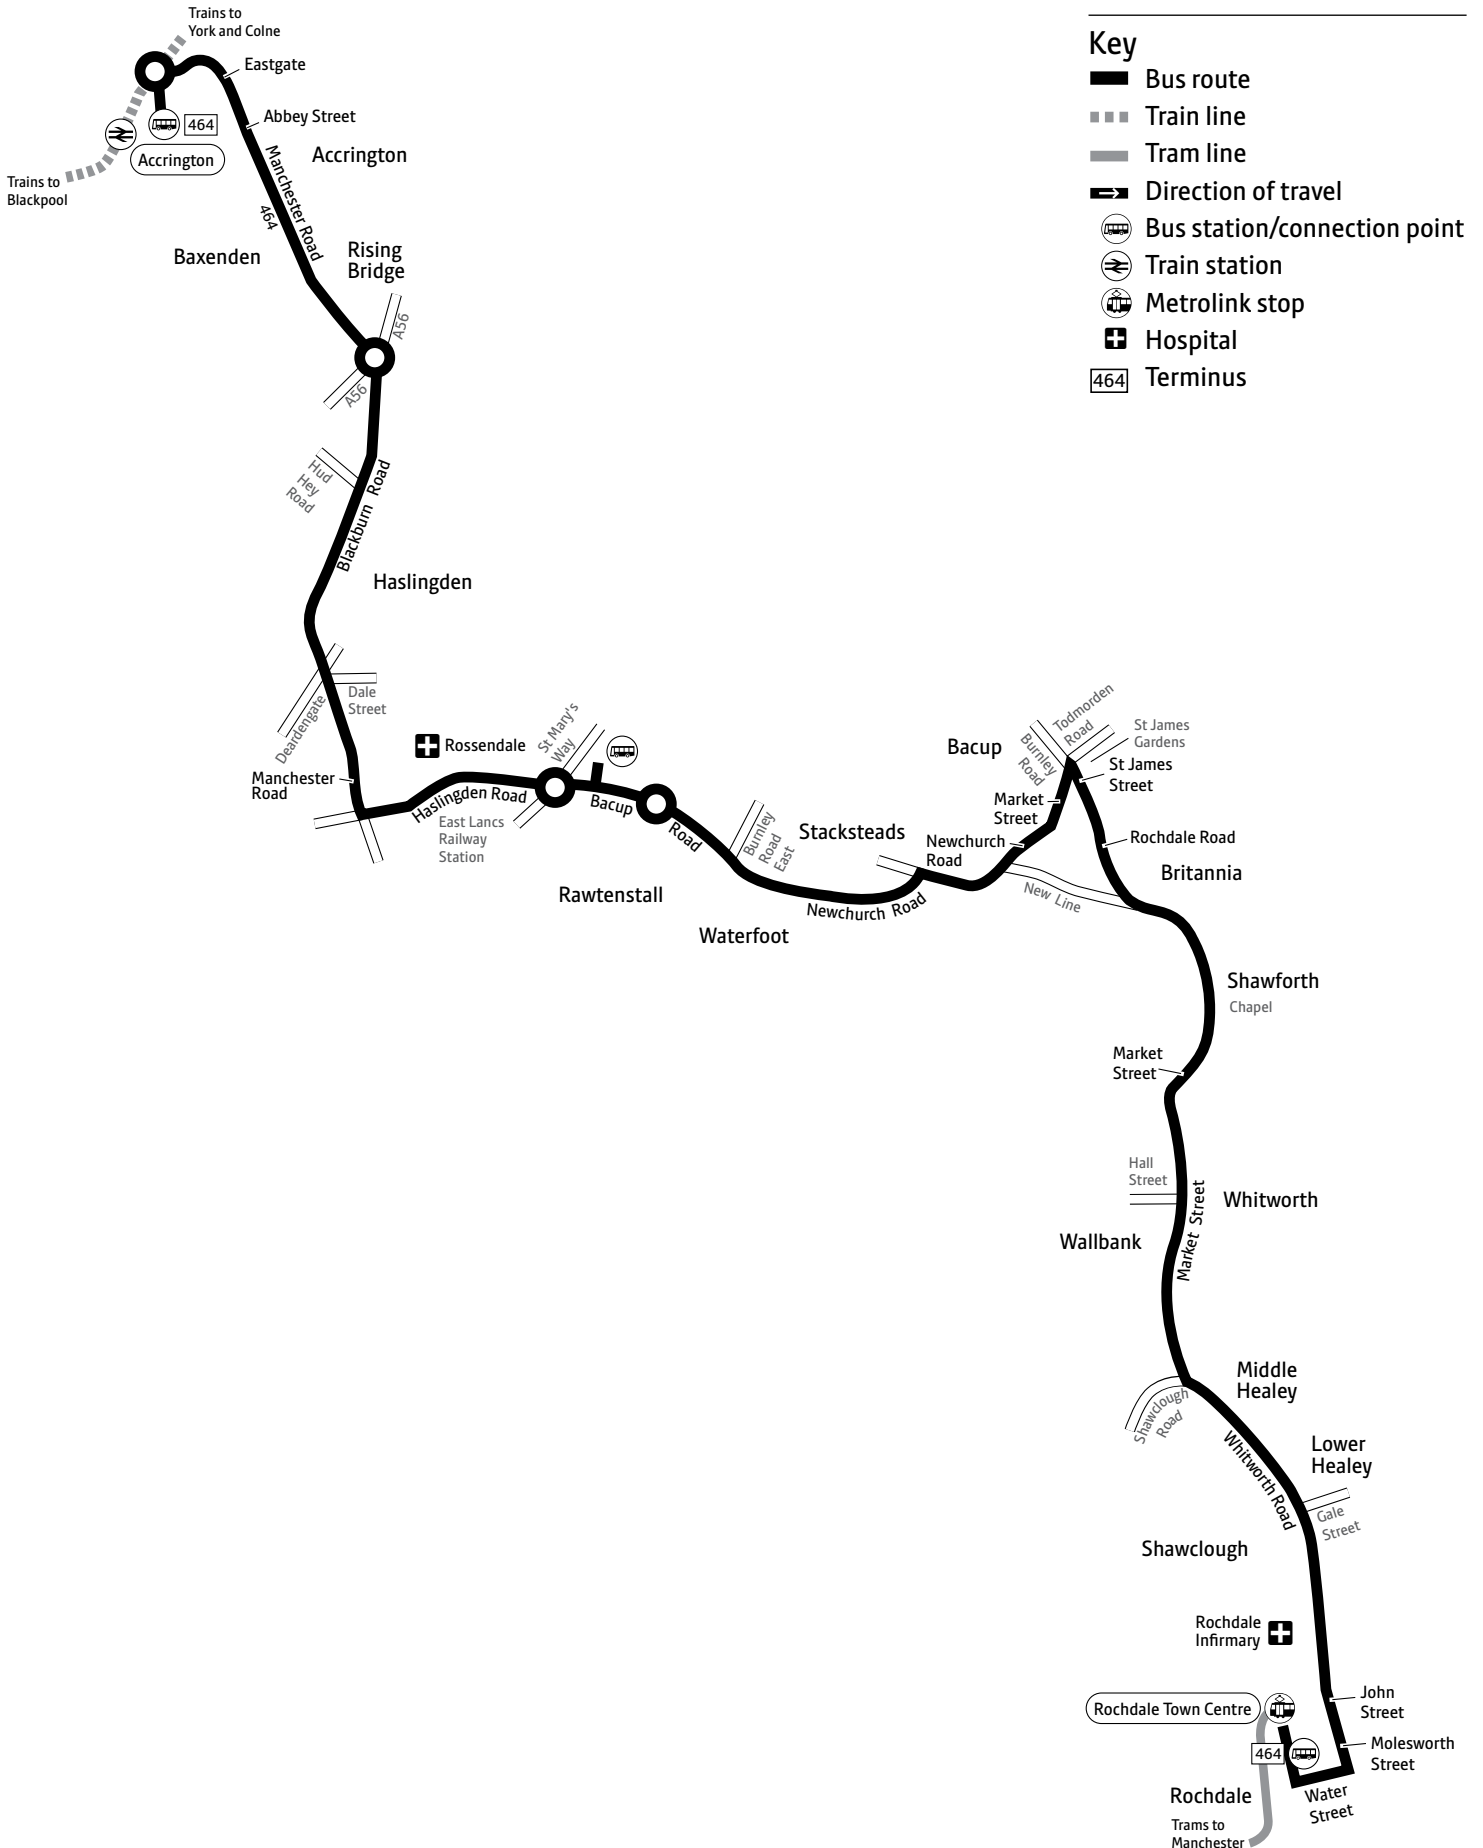 Trains to
York and Colne
Eastgate
Abbey Street
464
Accrington
Accrington
Trains to
Blackpool
Manchester Road
464
Baxenden
Rising
Bridge
A56
A56
Key
Bus route
Train line
Tram line
Direction of travel
Bus station/connection point
Train station
Metrolink stop
Hospital
464
Terminus
Hud
Hey
Road
Blackburn Road
Haslingden
Dale
Street
Deardengate
Manchester
Road
Rossendale
Haslingden Road
St Mary's
Way
East Lancs
Railway
Station
Bacup
Road
Rawtenstall
Burnley
Road
East
Waterfoot
Stacksteads
Newchurch Road
Newchurch
Road
Market
Street
Bacup
Burnley
Road
Todmorden
Road
St James
Gardens
St James
Street
Rochdale Road
New Line
Britannia
Shawforth
Chapel
Market
Street
Hall
Street
Whitworth
Wallbank
Market Street
Middle
Healey
Shawclough
Road
Whitworth Road
Lower
Healey
Gale
Street
Shawclough
Rochdale
Infirmary
Rochdale Town Centre
John
Street
464
Molesworth
Street
Water
Street
Rochdale
Trams to
Manchester